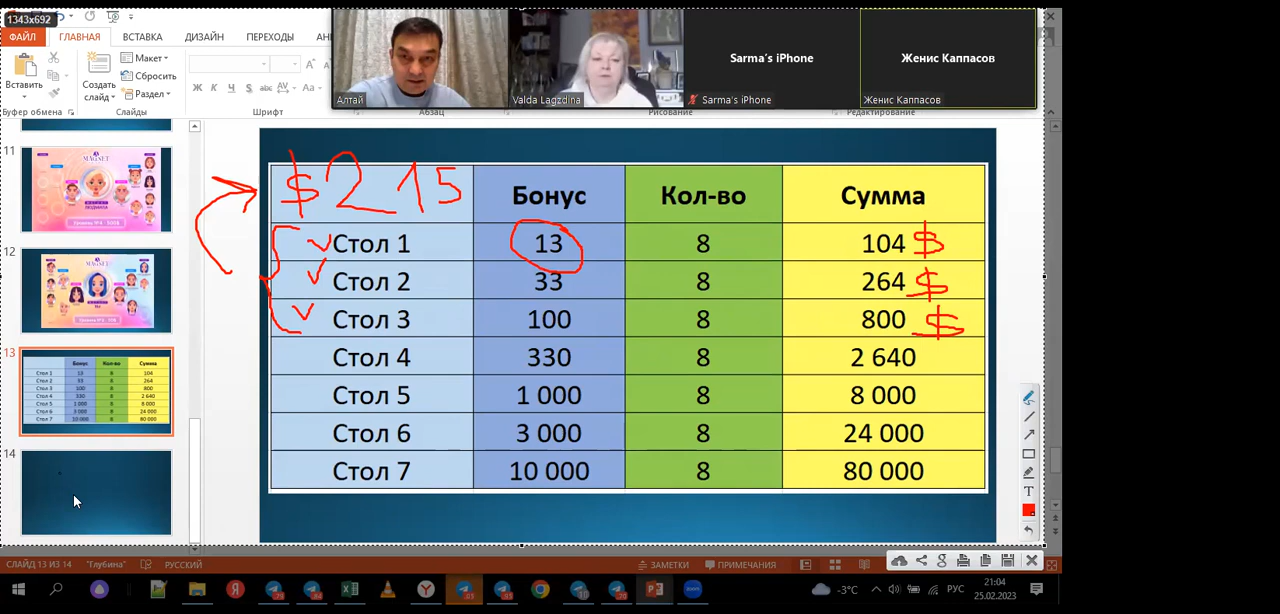 1343x692
ФАЙЛ ГЛАВНАЯ ВСТАВКА ДИЗАЙН ПЕРЕХОДЫ АН
Вставить
Создать слайд
Макет
Сбросить
Раздел
Буфер обмена Слайды Шрифт Абзац Рисование Редактирование
Алтай
Valda Lagzdina
Sarma's iPhone
Sarma's iPhone
Женис Каппасов
Женис Каппасов
11
12
13
14
$215 Бонус Кол-во Сумма
Стол 1 13 8 104 $
Стол 2 33 8 264 $
Стол 3 100 8 800 $
Стол 4 330 8 2 640
Стол 5 1 000 8 8 000
Стол 6 3 000 8 24 000
Стол 7 10 000 8 80 000
СЛАЙД 13 ИЗ 14 "Глубина" РУССКИЙ ЗАМЕТКИ ПРИМЕЧАНИЯ
-3°C РУС 21:04
25.02.2023